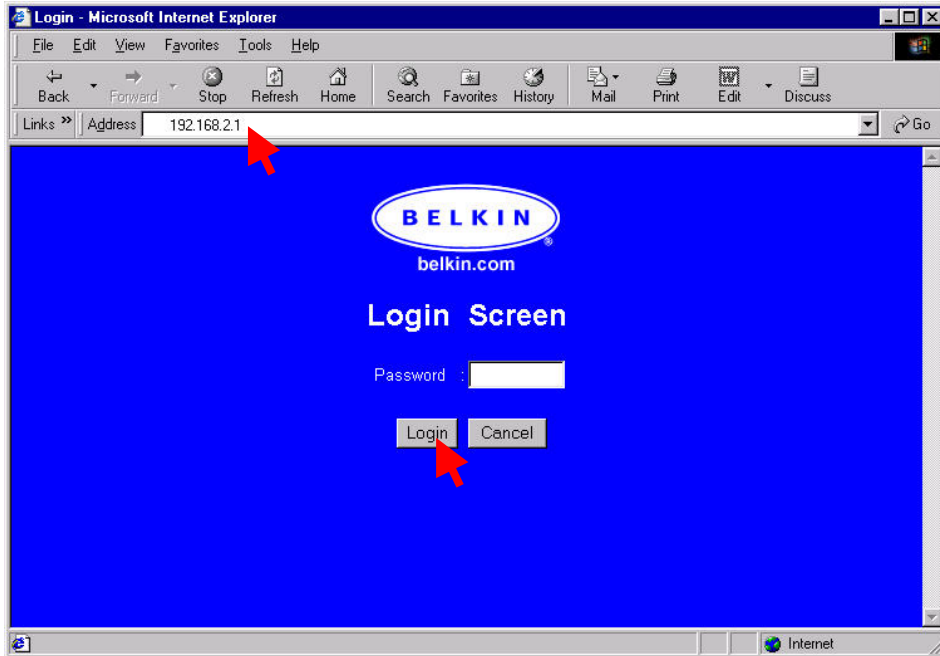 Login - Microsoft Internet Explorer
File Edit View Favorites Tools Help
Back Forward Stop Refresh Home Search Favorites History Mail Print Edit Discuss
Links » Address 192.168.2.1 Go
BELKIN®
belkin.com
Login Screen
Password :
Login Cancel
Internet